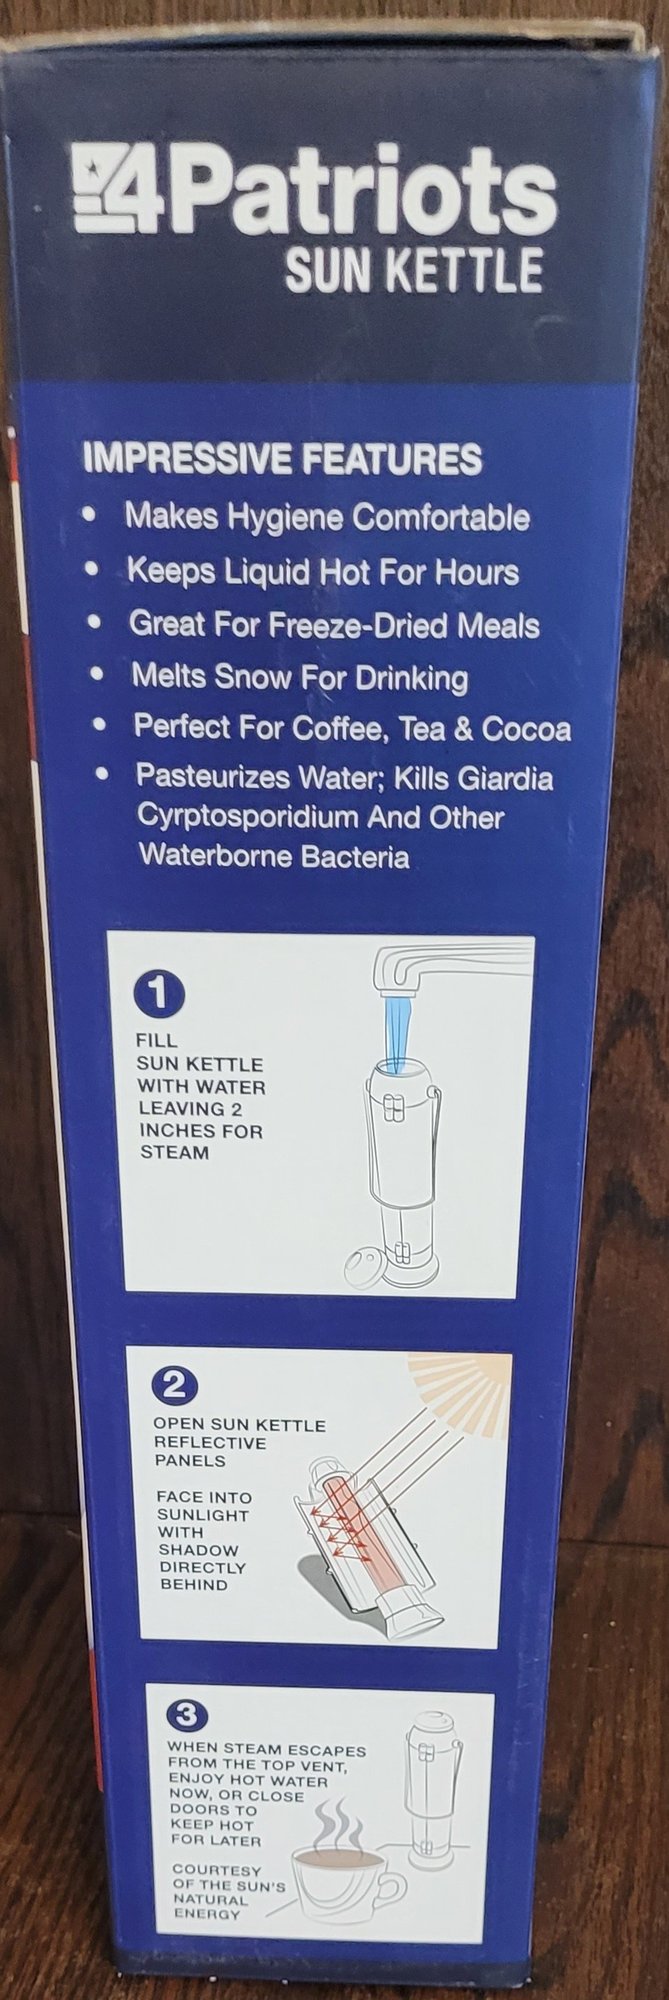 4Patriots
SUN KETTLE
IMPRESSIVE FEATURES
• Makes Hygiene Comfortable
• Keeps Liquid Hot For Hours
• Great For Freeze-Dried Meals
• Melts Snow For Drinking
• Perfect For Coffee, Tea & Cocoa
• Pasteurizes Water; Kills Giardia
Cyrptosporidium And Other
Waterborne Bacteria
1
FILL
SUN KETTLE
WITH WATER
LEAVING 2
INCHES FOR
STEAM
2
OPEN SUN KETTLE
REFLECTIVE
PANELS
FACE INTO
SUNLIGHT
WITH
SHADOW
DIRECTLY
BEHIND
3
WHEN STEAM ESCAPES
FROM THE TOP VENT,
ENJOY HOT WATER
NOW, OR CLOSE
DOORS TO
KEEP HOT
FOR LATER
COURTESY
OF THE SUN'S
NATURAL
ENERGY